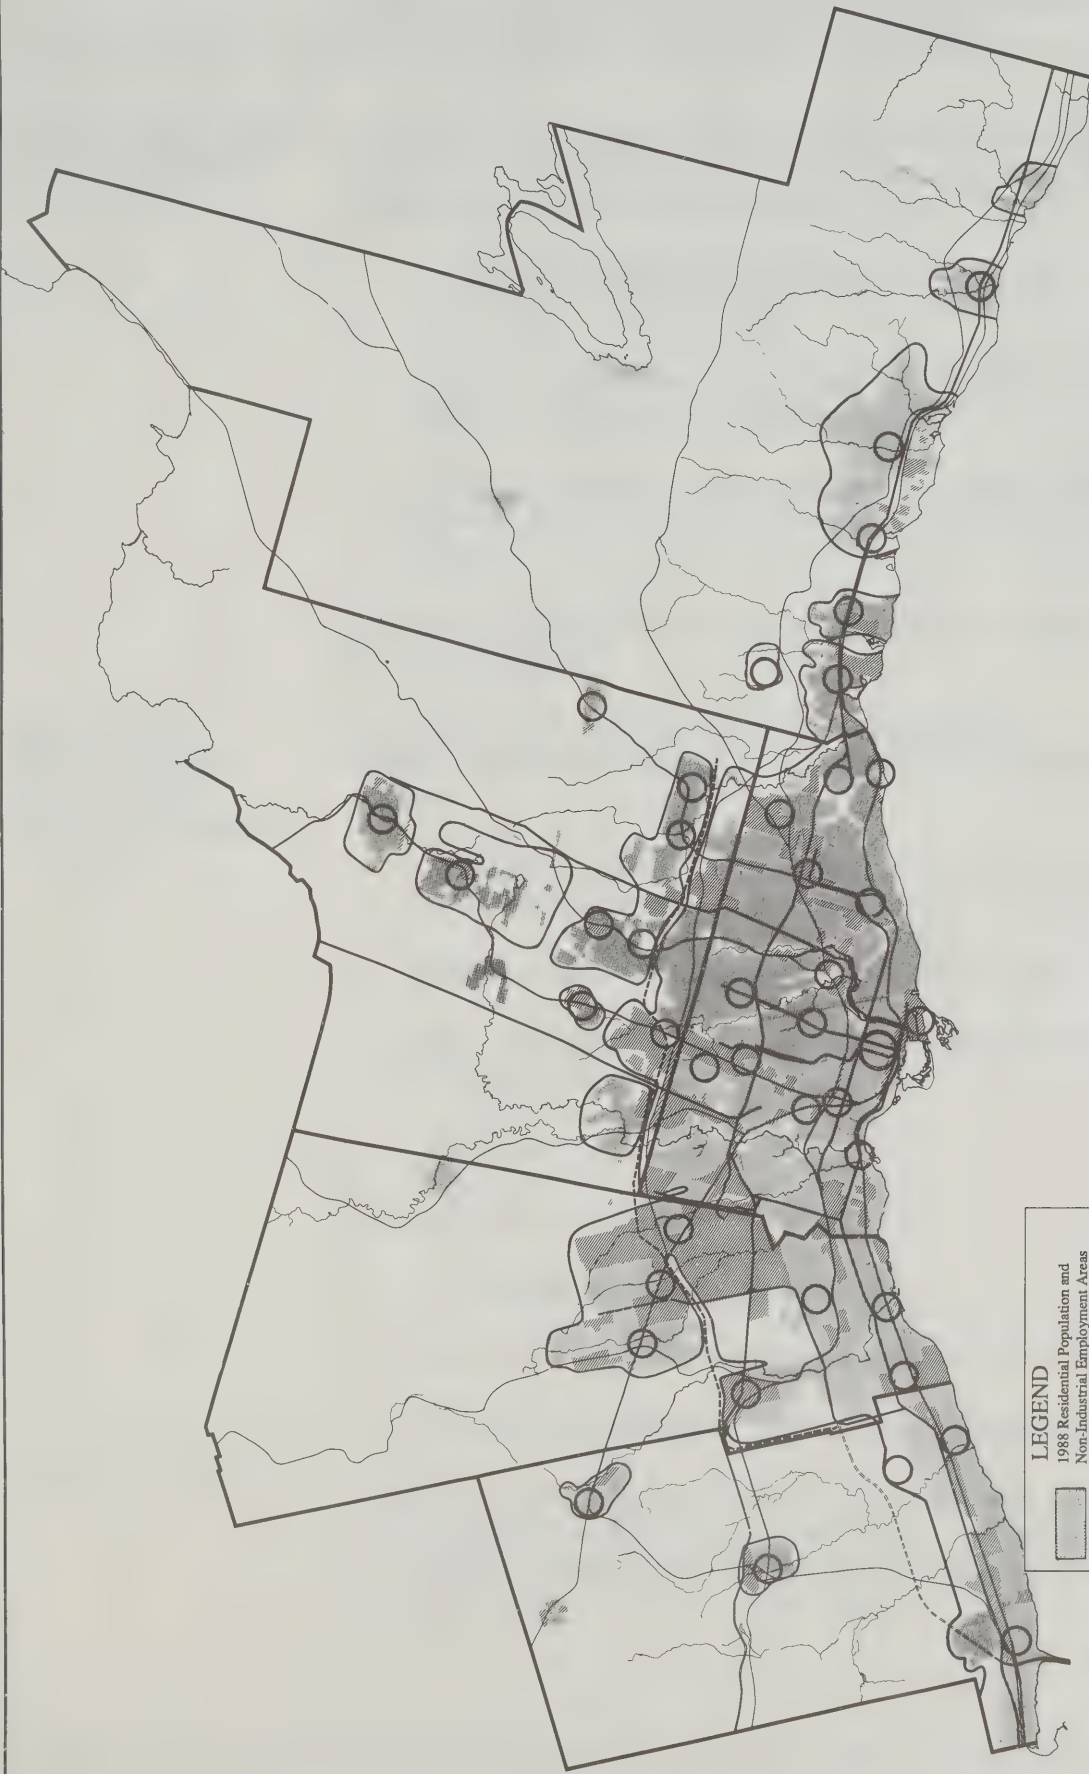 LEGEND
1988 Residential Population and
Non-Industrial Employment Areas